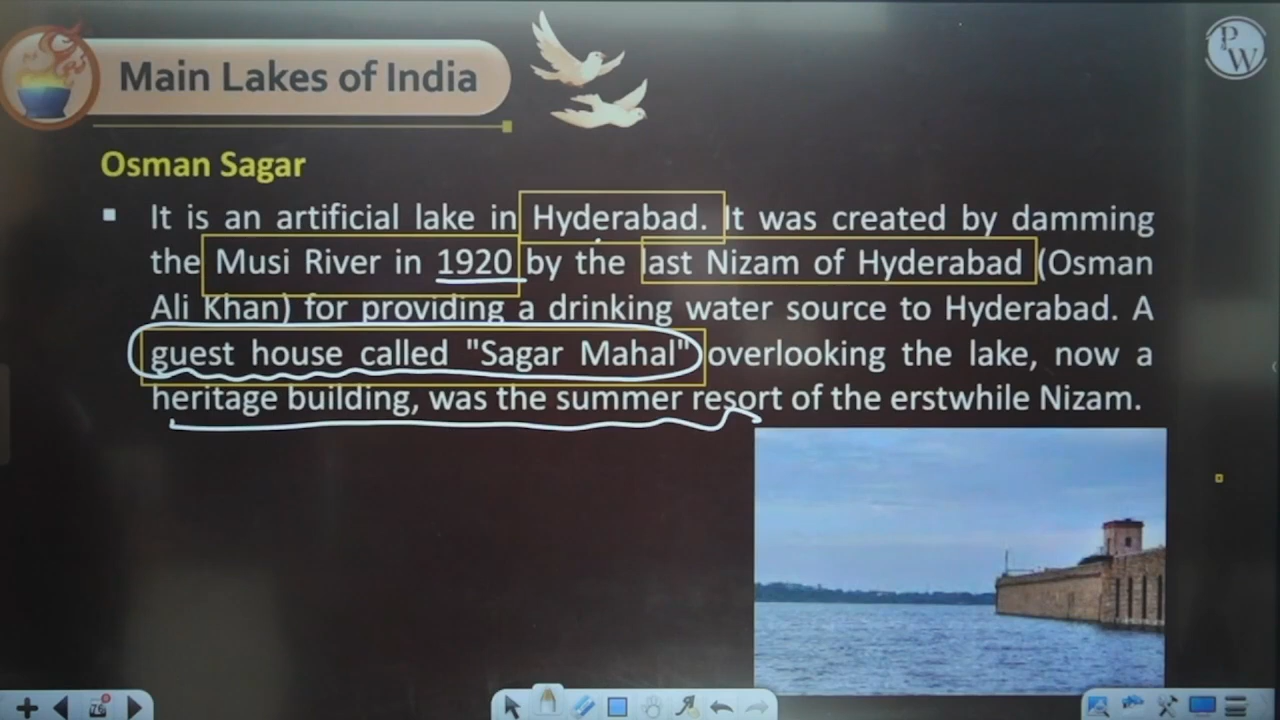 PW
Main Lakes of India
Osman Sagar
▪ It is an artificial lake in Hyderabad. It was created by damming
the Musi River in 1920 by the last Nizam of Hyderabad (Osman
Ali Khan) for providing a drinking water source to Hyderabad. A
guest house called "Sagar Mahal" overlooking the lake, now a
heritage building, was the summer resort of the erstwhile Nizam.